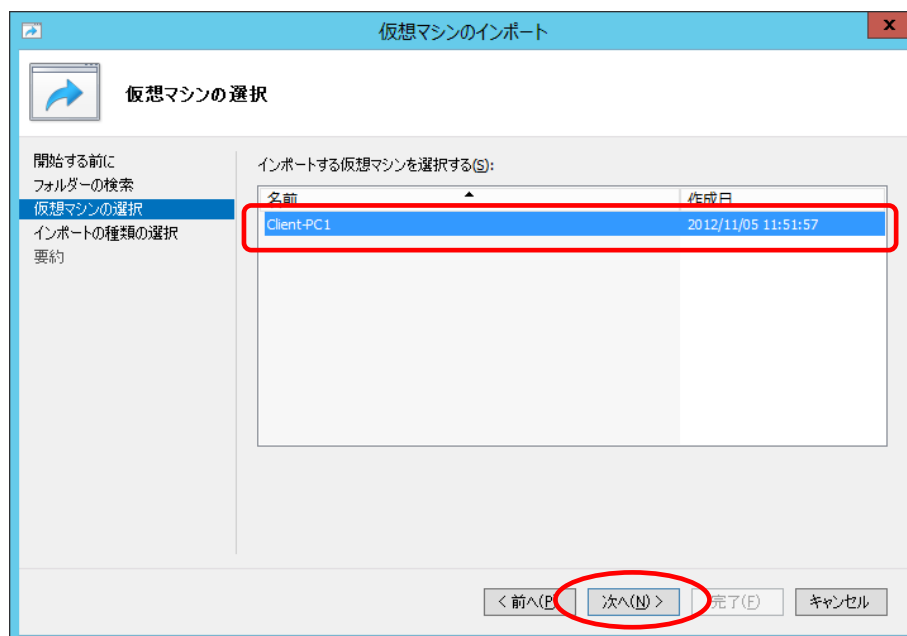 仮想マシンのインポート
x
仮想マシンの選択
開始する前に
フォルダーの検索
仮想マシンの選択
インポートの種類の選択
要約
インポートする仮想マシンを選択する(S):
名前 作成日
Client-PC1 2012/11/05 11:51:57
< 前へ(P 次へ(N) > 完了(F) キャンセル